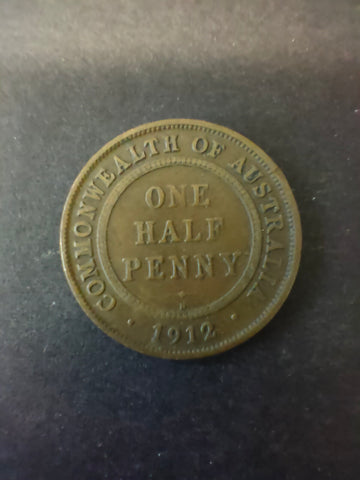 COMMONWEALTH OF AUSTRALIA
ONE
HALF
PENNY
H
· 1912 ·